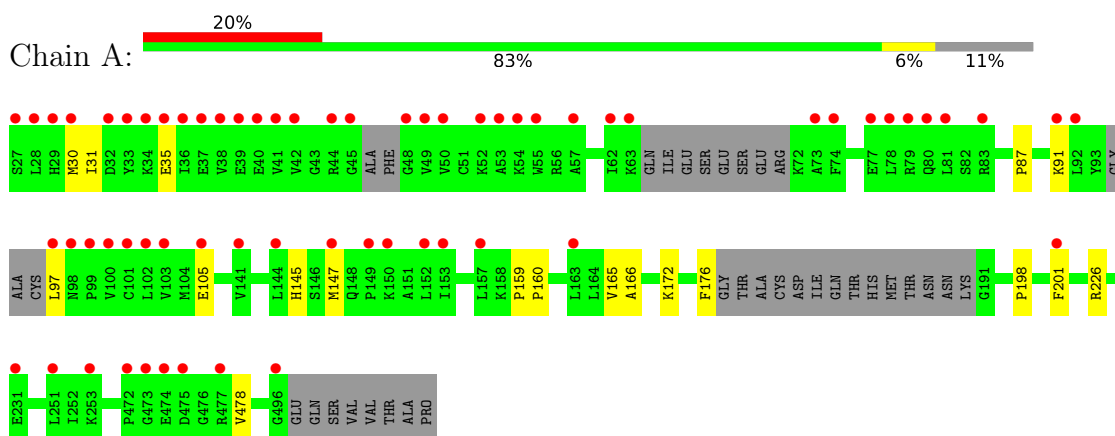 20%
Chain A:
83% 6% 11%
S27 L28 H29 M30 I31 D32 Y33 K34 E35 I36 E37 V38 E39 E40 V41 V42 G43 R44 G45 ALA PHE G48 V49 V50 C51 K52 A53 K54 W55 R56 A57 I62 K63 GLN ILE GLU SER GLU SER GLU ARG K72 A73 F74 E77 L78 R79 Q80 L81 S82 R83 P87 K91 L92 Y93 GLY
ALA CYS L97 N98 P99 V100 C101 L102 V103 M104 E105 V141 L144 H145 S146 M147 Q148 P149 K150 A151 L152 I153 L157 K158 P159 P160 L163 L164 V165 A166 K172 F176 GLY THR ALA CYS ASP ILE GLN THR HIS MET THR ASN ASN LYS G191 P198 F201 R226
E231 L251 I252 K253 P472 G473 E474 D475 G476 R477 V478 G496 GLU GLN SER VAL VAL THR ALA PRO